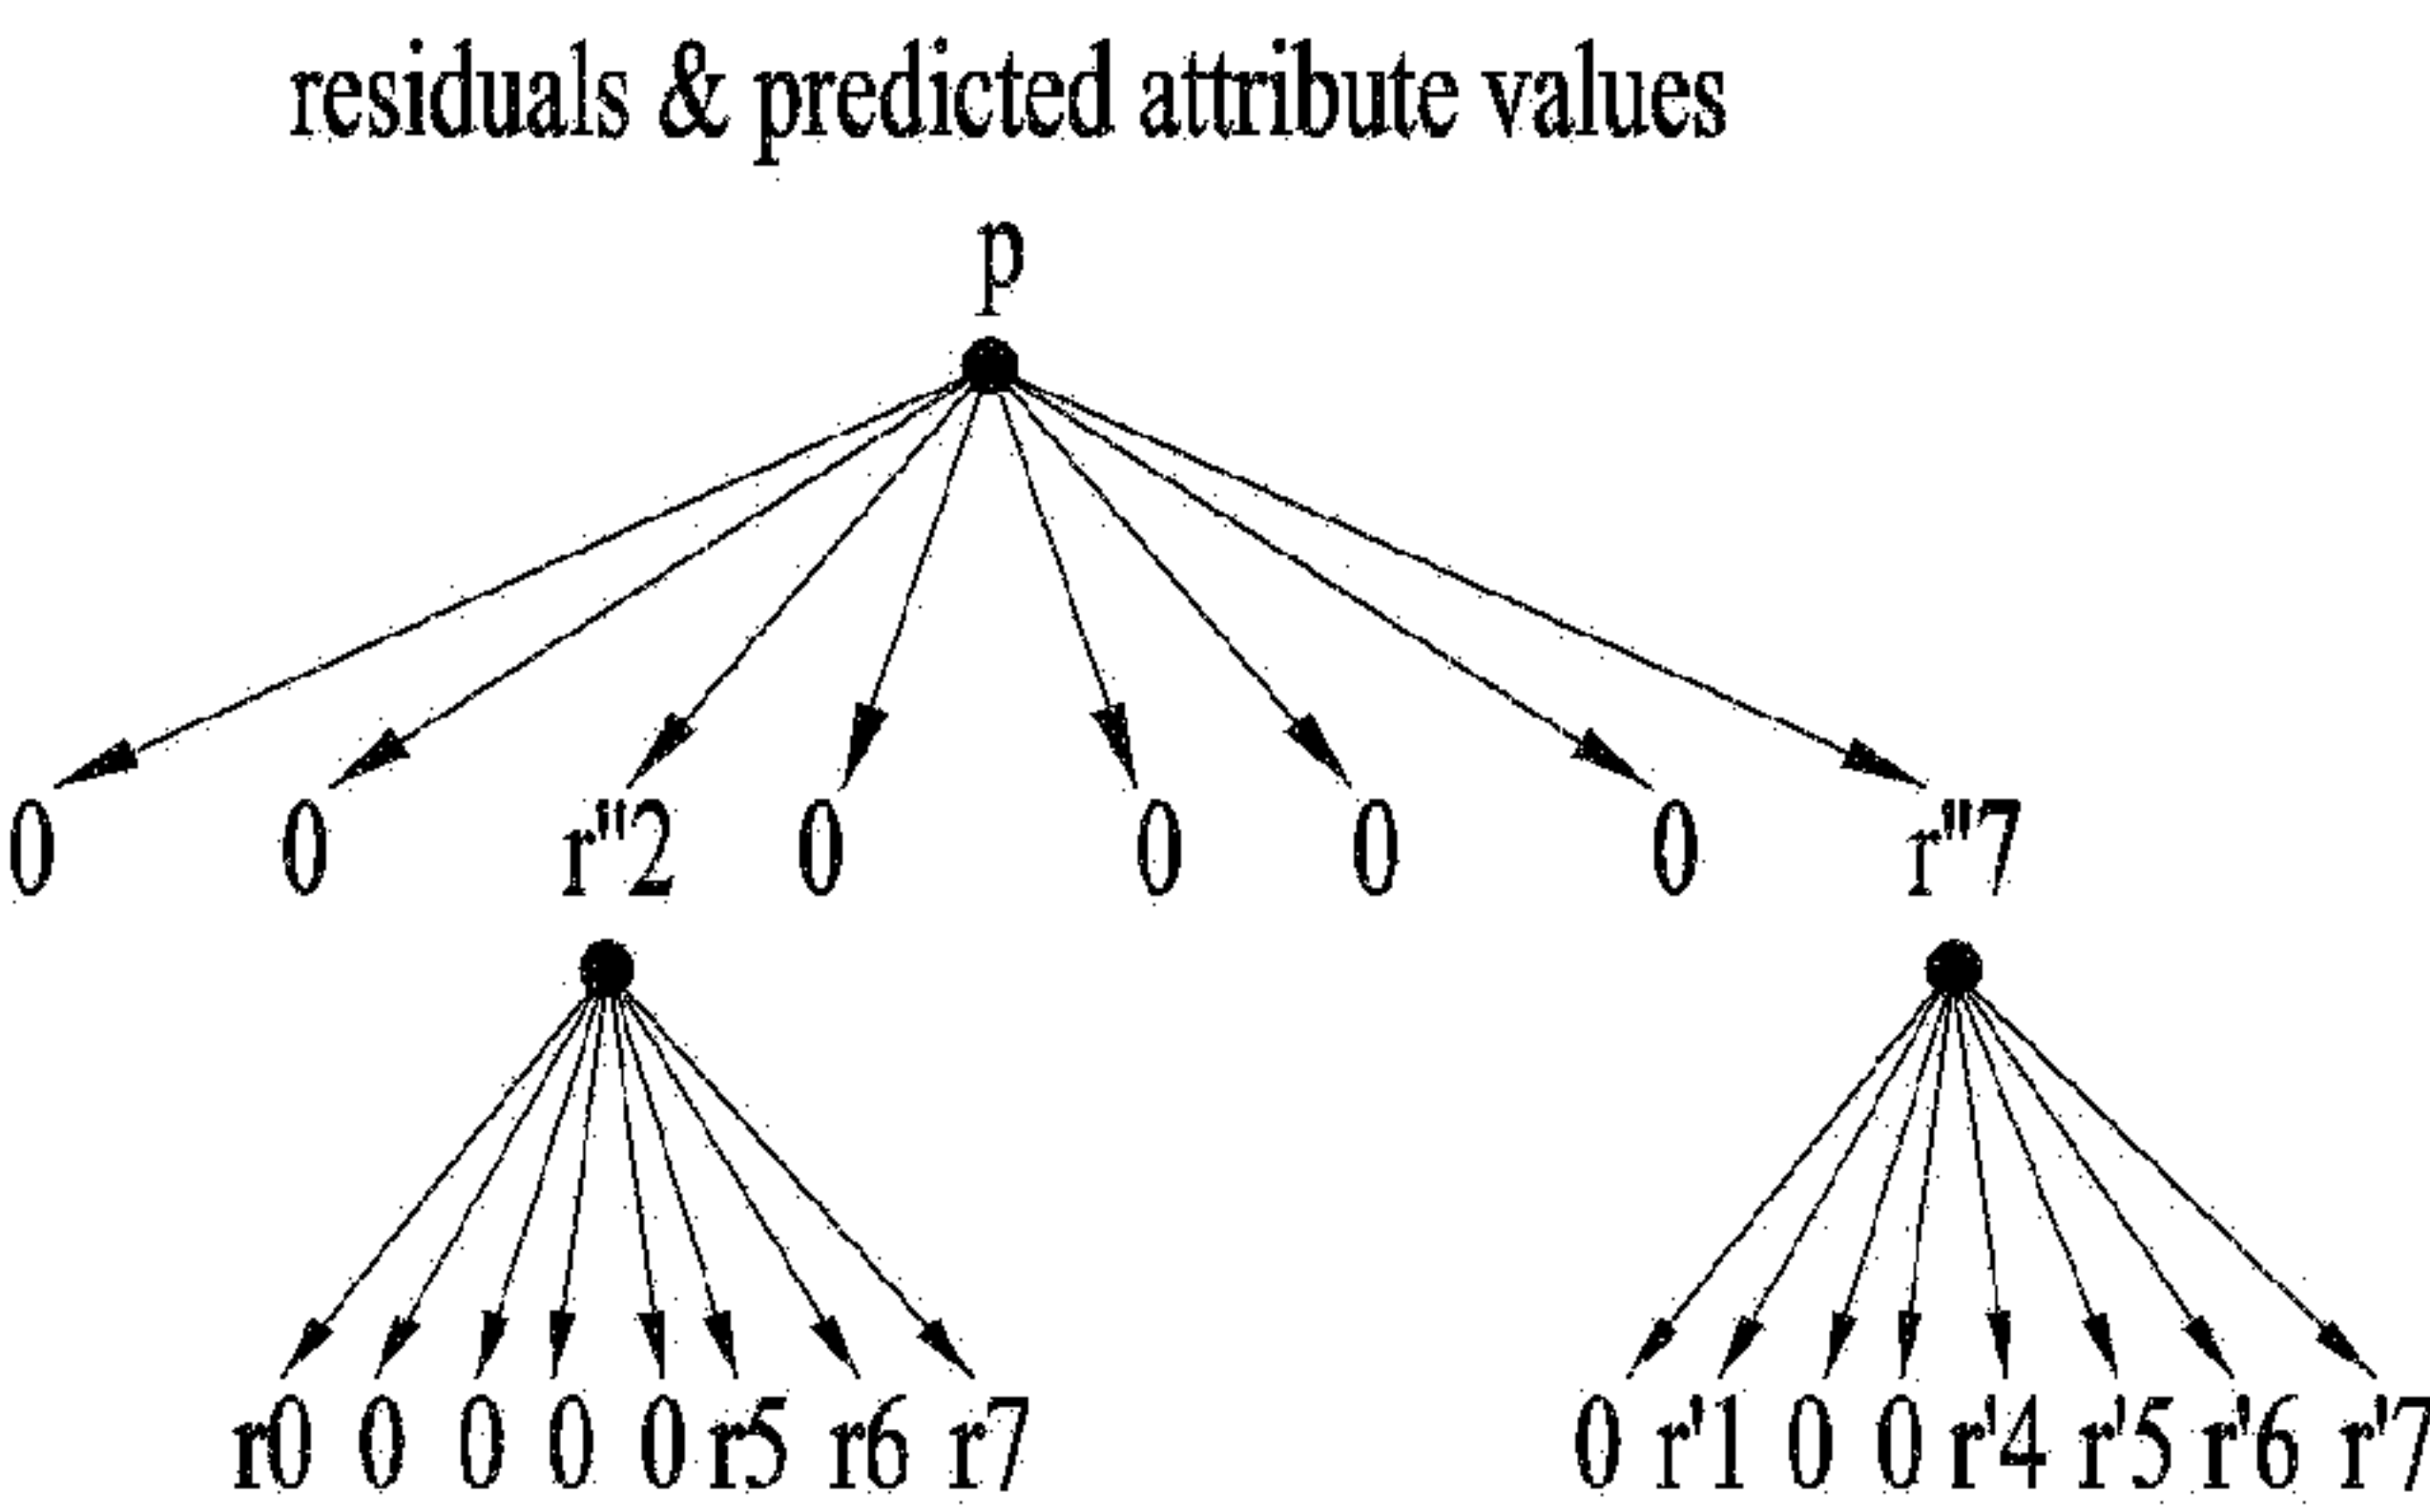 residuals & predicted attribute values
p
0 0 r"2 0 0 0 0 r"7
r0 0 0 0 0 r5 r6 r7 0 r'1 0 0 r'4 r'5 r'6 r'7